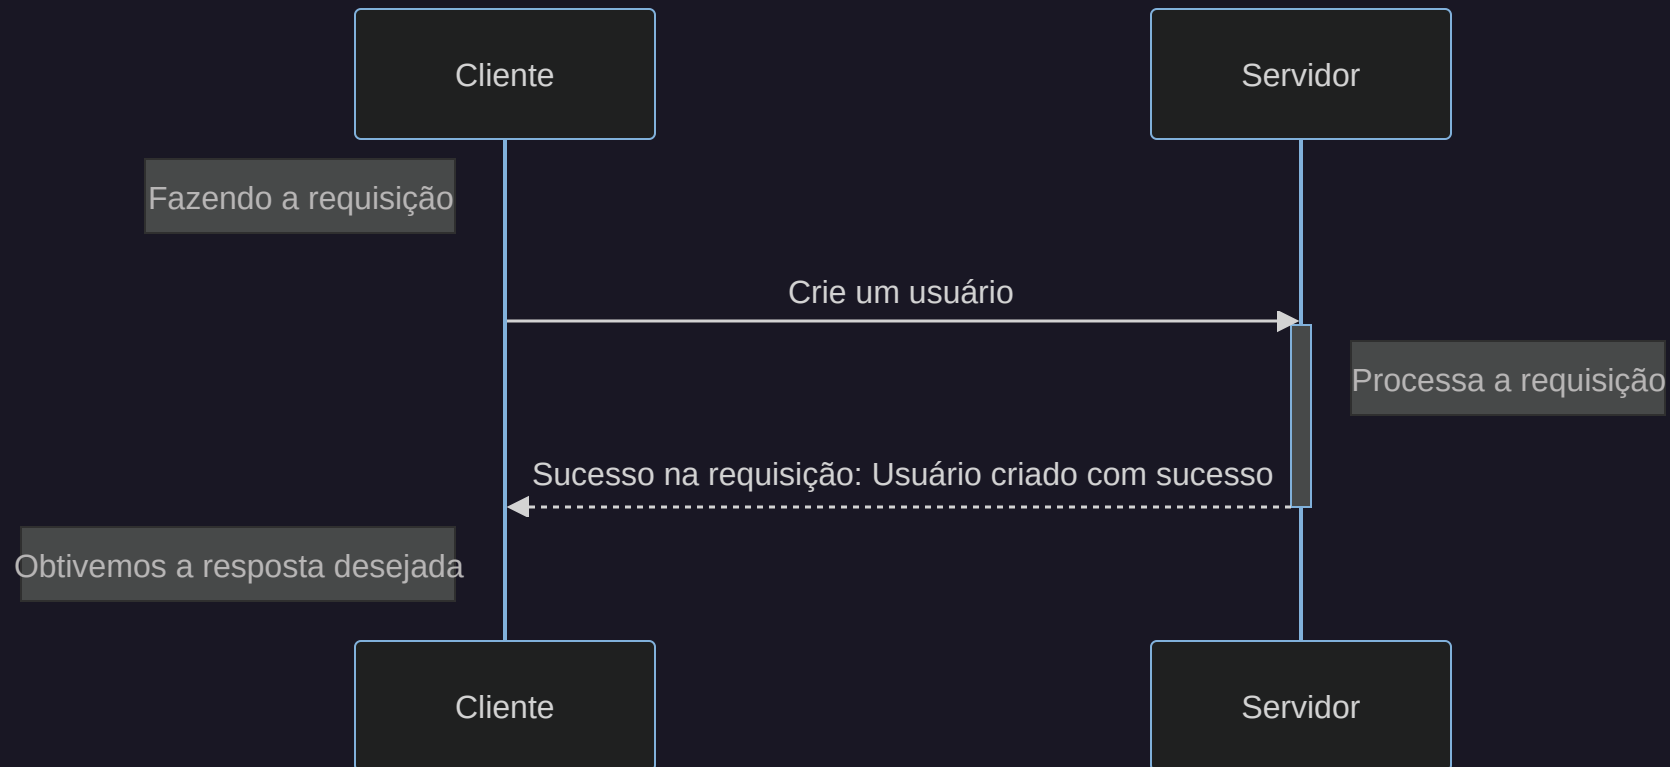 Cliente
Servidor
Fazendo a requisição
Crie um usuário
Processa a requisição
Sucesso na requisição: Usuário criado com sucesso
Obtivemos a resposta desejada
Cliente
Servidor